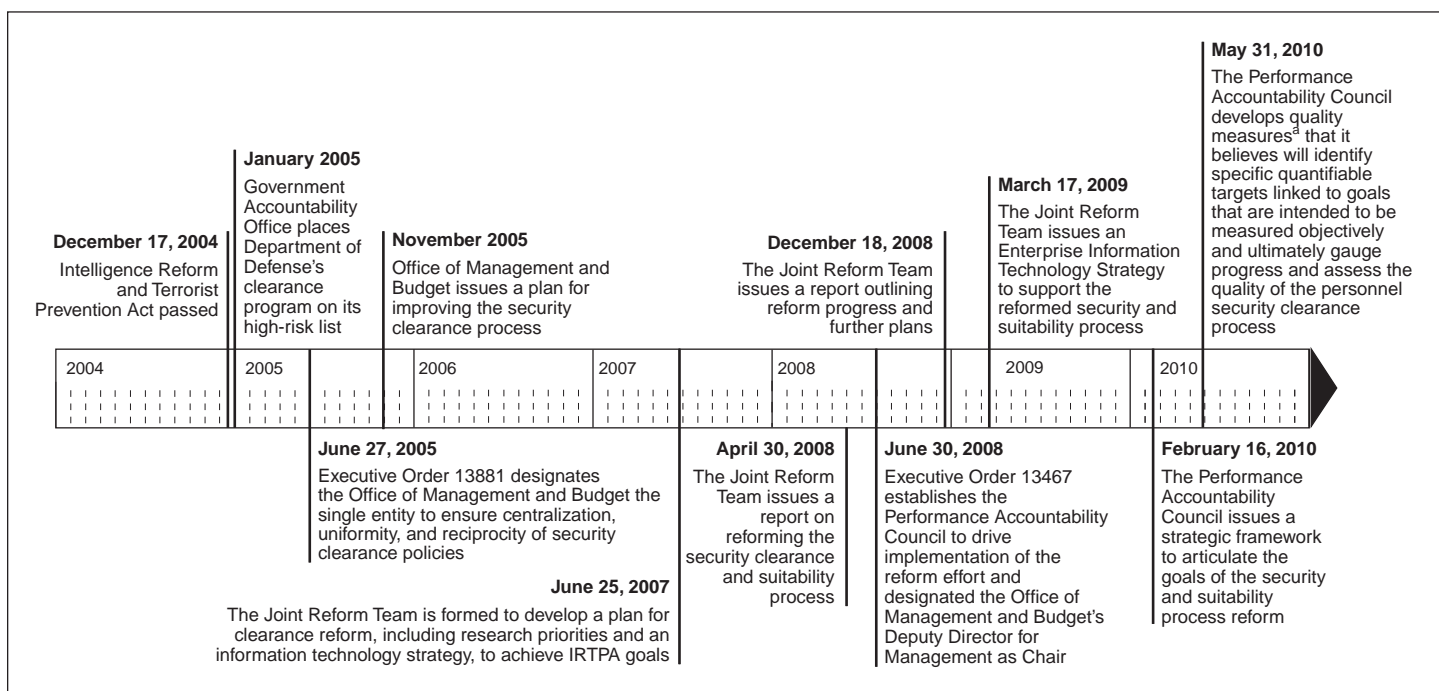 December 17, 2004
Intelligence Reform
and Terrorist
Prevention Act passed
January 2005
Government
Accountability
Office places
Department of
Defense's
clearance
program on its
high-risk list
November 2005
Office of Management and
Budget issues a plan for
improving the security
clearance process
December 18, 2008
The Joint Reform Team
issues a report outlining
reform progress and
further plans
March 17, 2009
The Joint Reform
Team issues an
Enterprise Information
Technology Strategy
to support the
reformed security and
suitability process
May 31, 2010
The Performance
Accountability Council
develops quality
measuresª that it
believes will identify
specific quantifiable
targets linked to goals
that are intended to be
measured objectively
and ultimately gauge
progress and assess the
quality of the personnel
security clearance
process
2004 2005 2006 2007 2008 2009 2010
June 27, 2005
Executive Order 13881 designates
the Office of Management and Budget the
single entity to ensure centralization,
uniformity, and reciprocity of security
clearance policies
June 25, 2007
The Joint Reform Team is formed to develop a plan for
clearance reform, including research priorities and an
information technology strategy, to achieve IRTPA goals
April 30, 2008
The Joint Reform
Team issues a
report on
reforming the
security clearance
and suitability
process
June 30, 2008
Executive Order 13467
establishes the
Performance Accountability
Council to drive
implementation of the
reform effort and
designated the Office of
Management and Budget's
Deputy Director for
Management as Chair
February 16, 2010
The Performance
Accountability
Council issues a
strategic framework
to articulate the
goals of the security
and suitability
process reform